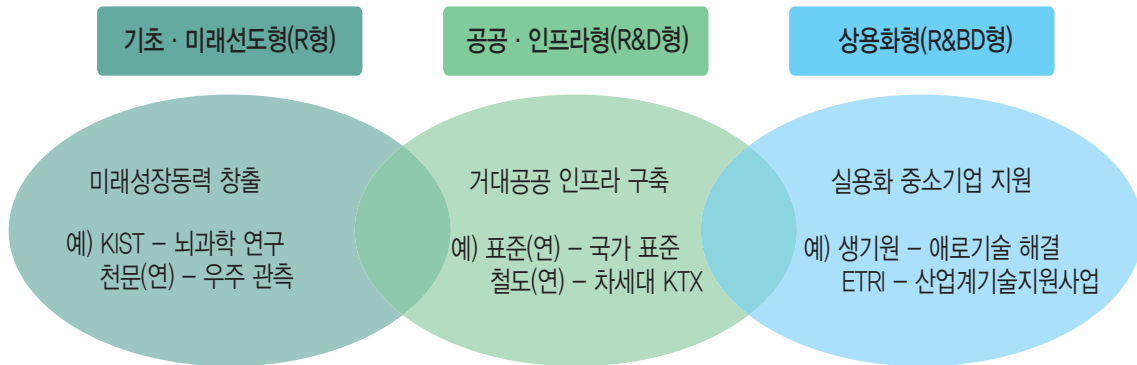 기초 · 미래선도형(R형)
공공 · 인프라형(R&D형)
상용화형(R&BD형)
미래성장동력 창출
예) KIST – 뇌과학 연구
천문(연) – 우주 관측
거대공공 인프라 구축
예) 표준(연) – 국가 표준
철도(연) – 차세대 KTX
실용화 중소기업 지원
예) 생기원 – 애로기술 해결
ETRI – 산업계기술지원사업